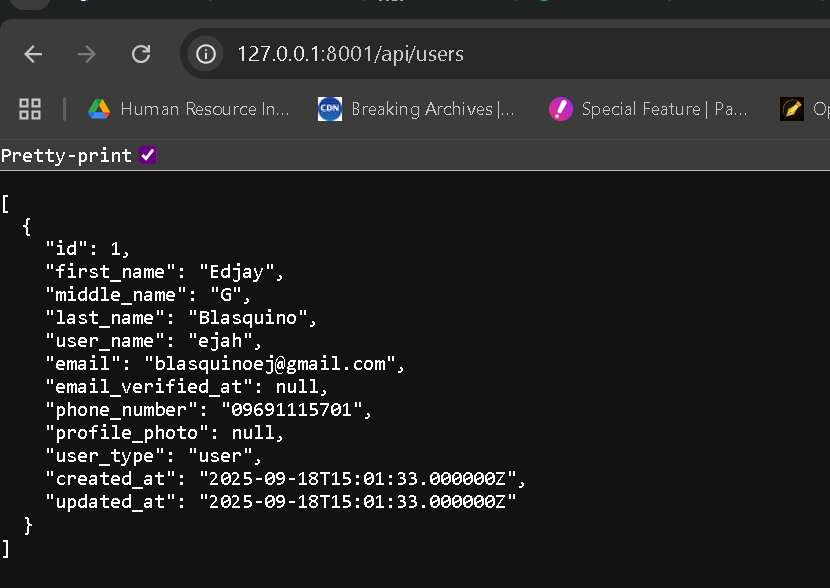 127.0.0.1:8001/api/users
Human Resource In... CDN Breaking Archives |... Special Feature | Pa... Op
Pretty-print
[
  {
    "id": 1,
    "first_name": "Edjay",
    "middle_name": "G",
    "last_name": "Blasquino",
    "user_name": "ejah",
    "email": "blasquinoej@gmail.com",
    "email_verified_at": null,
    "phone_number": "09691115701",
    "profile_photo": null,
    "user_type": "user",
    "created_at": "2025-09-18T15:01:33.000000Z",
    "updated_at": "2025-09-18T15:01:33.000000Z"
  }
]